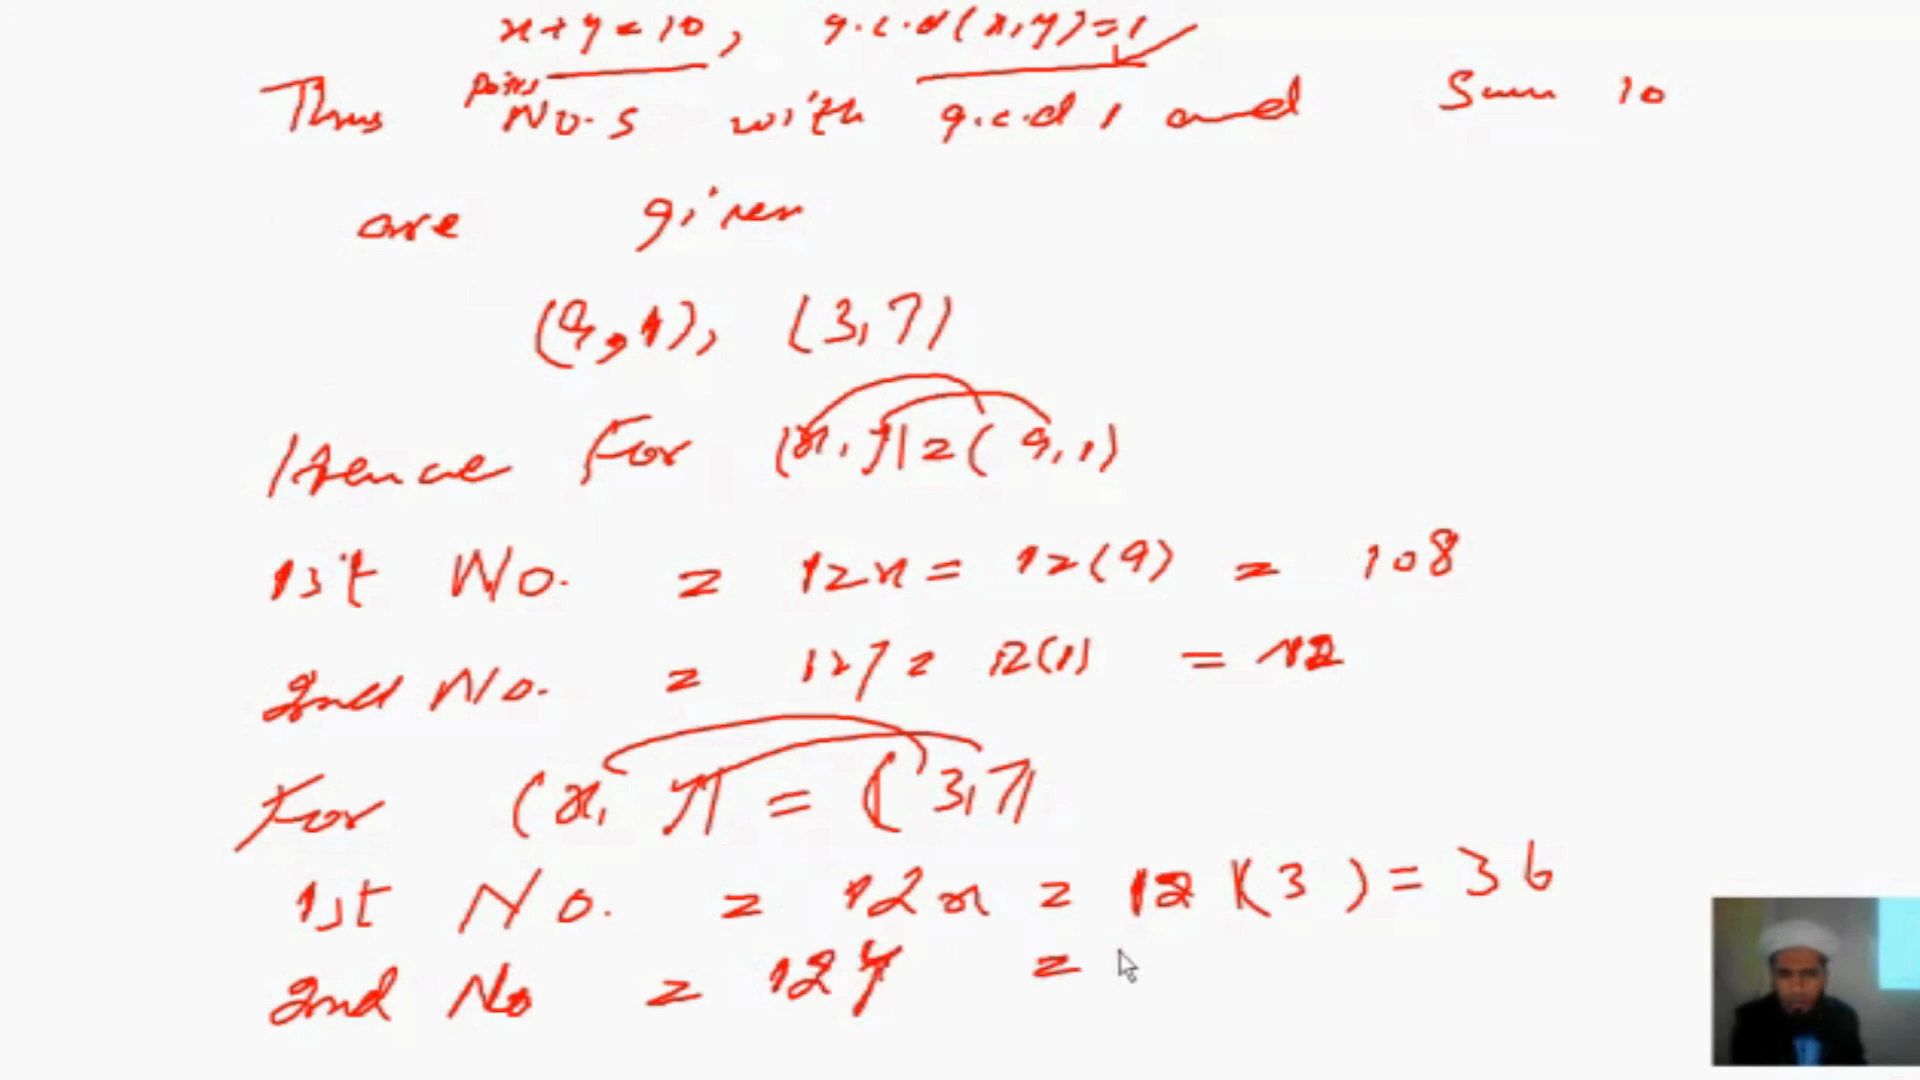 x+y=10, g.c.d(x,y)=1
Thus pairs No.s with g.c.d 1 and Sum 10
are given
(9,1), (3,7)
Hence For (x,y)=(9,1)
1st No. = 12x= 12(9) = 108
2nd No. = 12y= 12(1) = 12
For (x, y) = (3,7)
1st No. = 12x = 12 (3) = 36
2nd No = 12y =